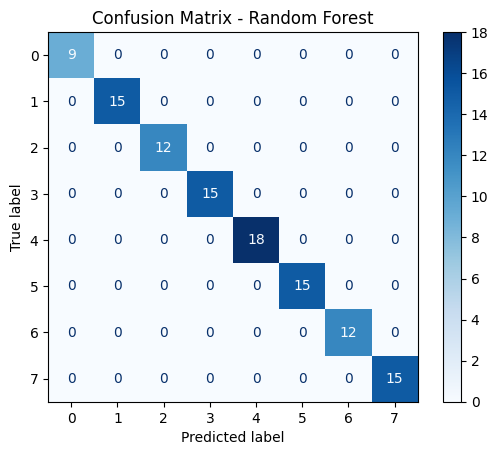 Confusion Matrix - Random Forest
0 9 0 0 0 0 0 0 0
1 0 15 0 0 0 0 0 0
2 0 0 12 0 0 0 0 0
3 0 0 0 15 0 0 0 0
4 0 0 0 0 18 0 0 0
5 0 0 0 0 0 15 0 0
6 0 0 0 0 0 0 12 0
7 0 0 0 0 0 0 0 15
0 1 2 3 4 5 6 7
True label
Predicted label
18
16
14
12
10
8
6
4
2
0